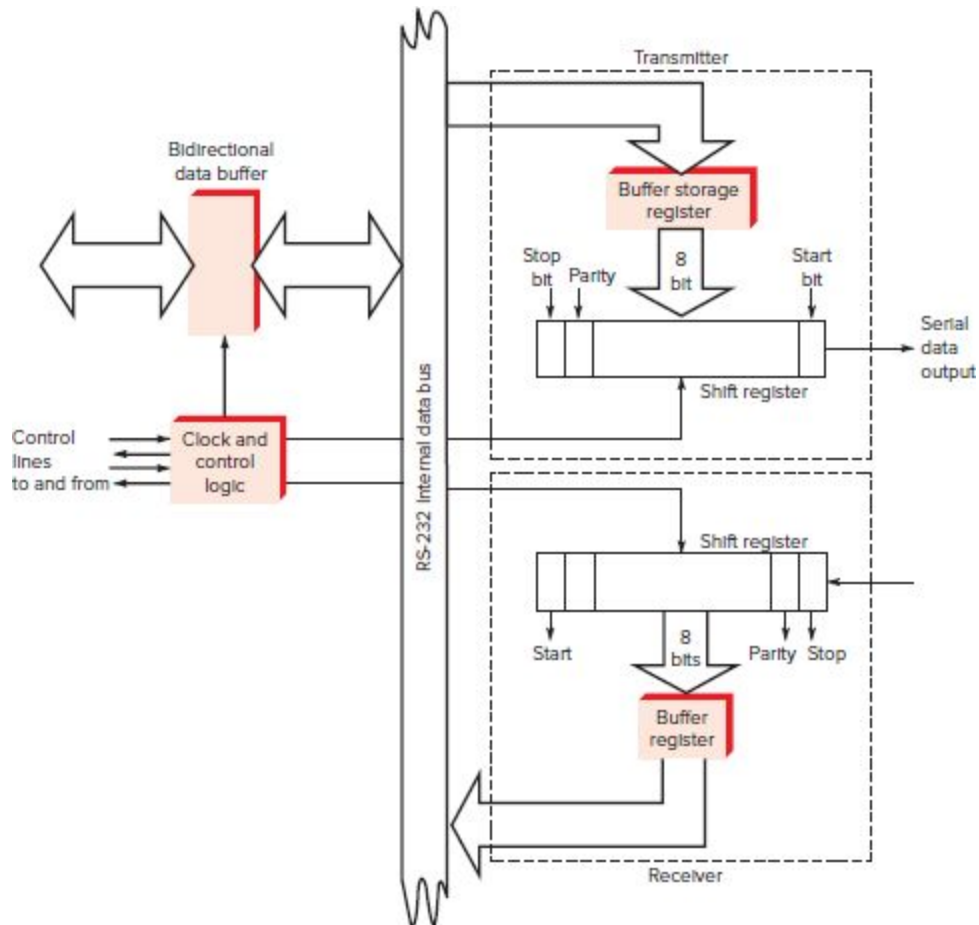 Transmitter
Bidirectional
data buffer
Buffer storage
register
Stop
bit
Parity
8
bit
Start
bit
Serial
data
output
Shift register
Control
lines
to and from
Clock and
control
logic
RS-232 Internal data bus
Shift register
Start
8
bits
Parity
Stop
Buffer
register
Receiver